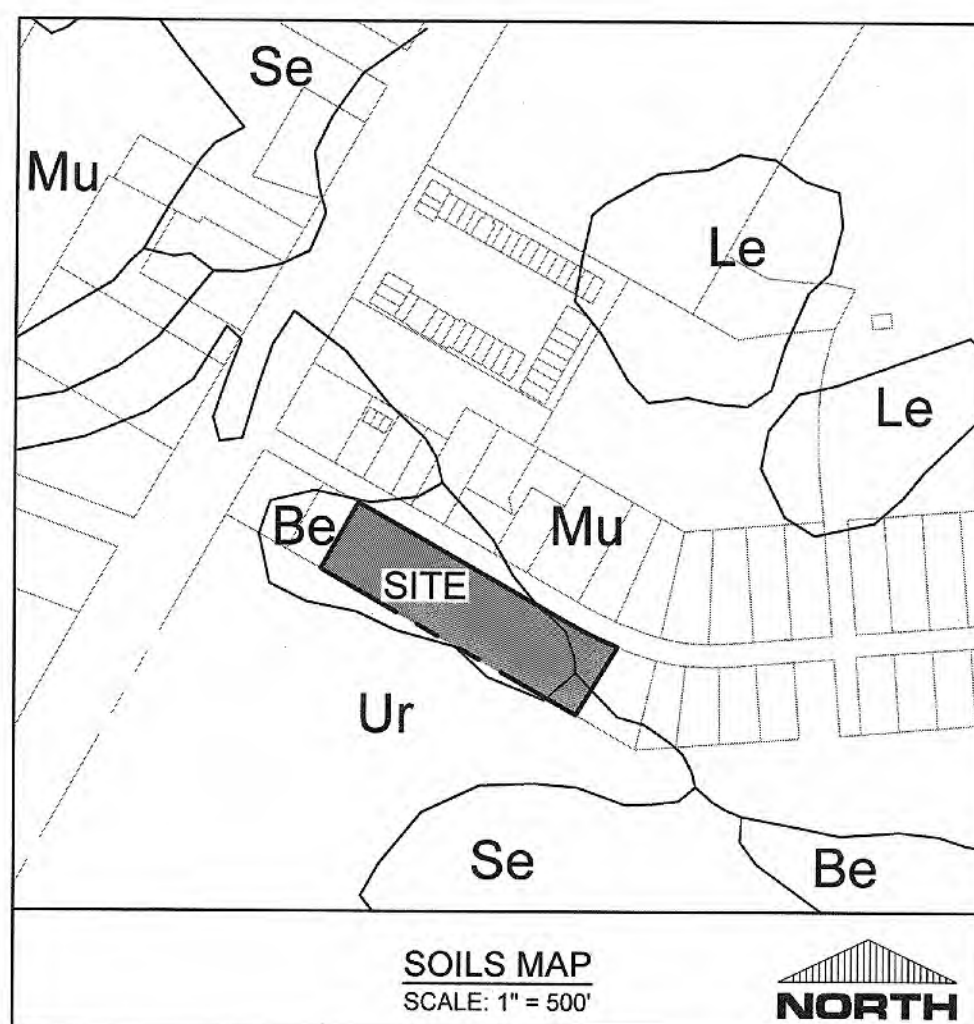 Se
Mu
Le
Le
Be
Mu
SITE
Ur
Se
Be
SOILS MAP
SCALE: 1" = 500'
NORTH